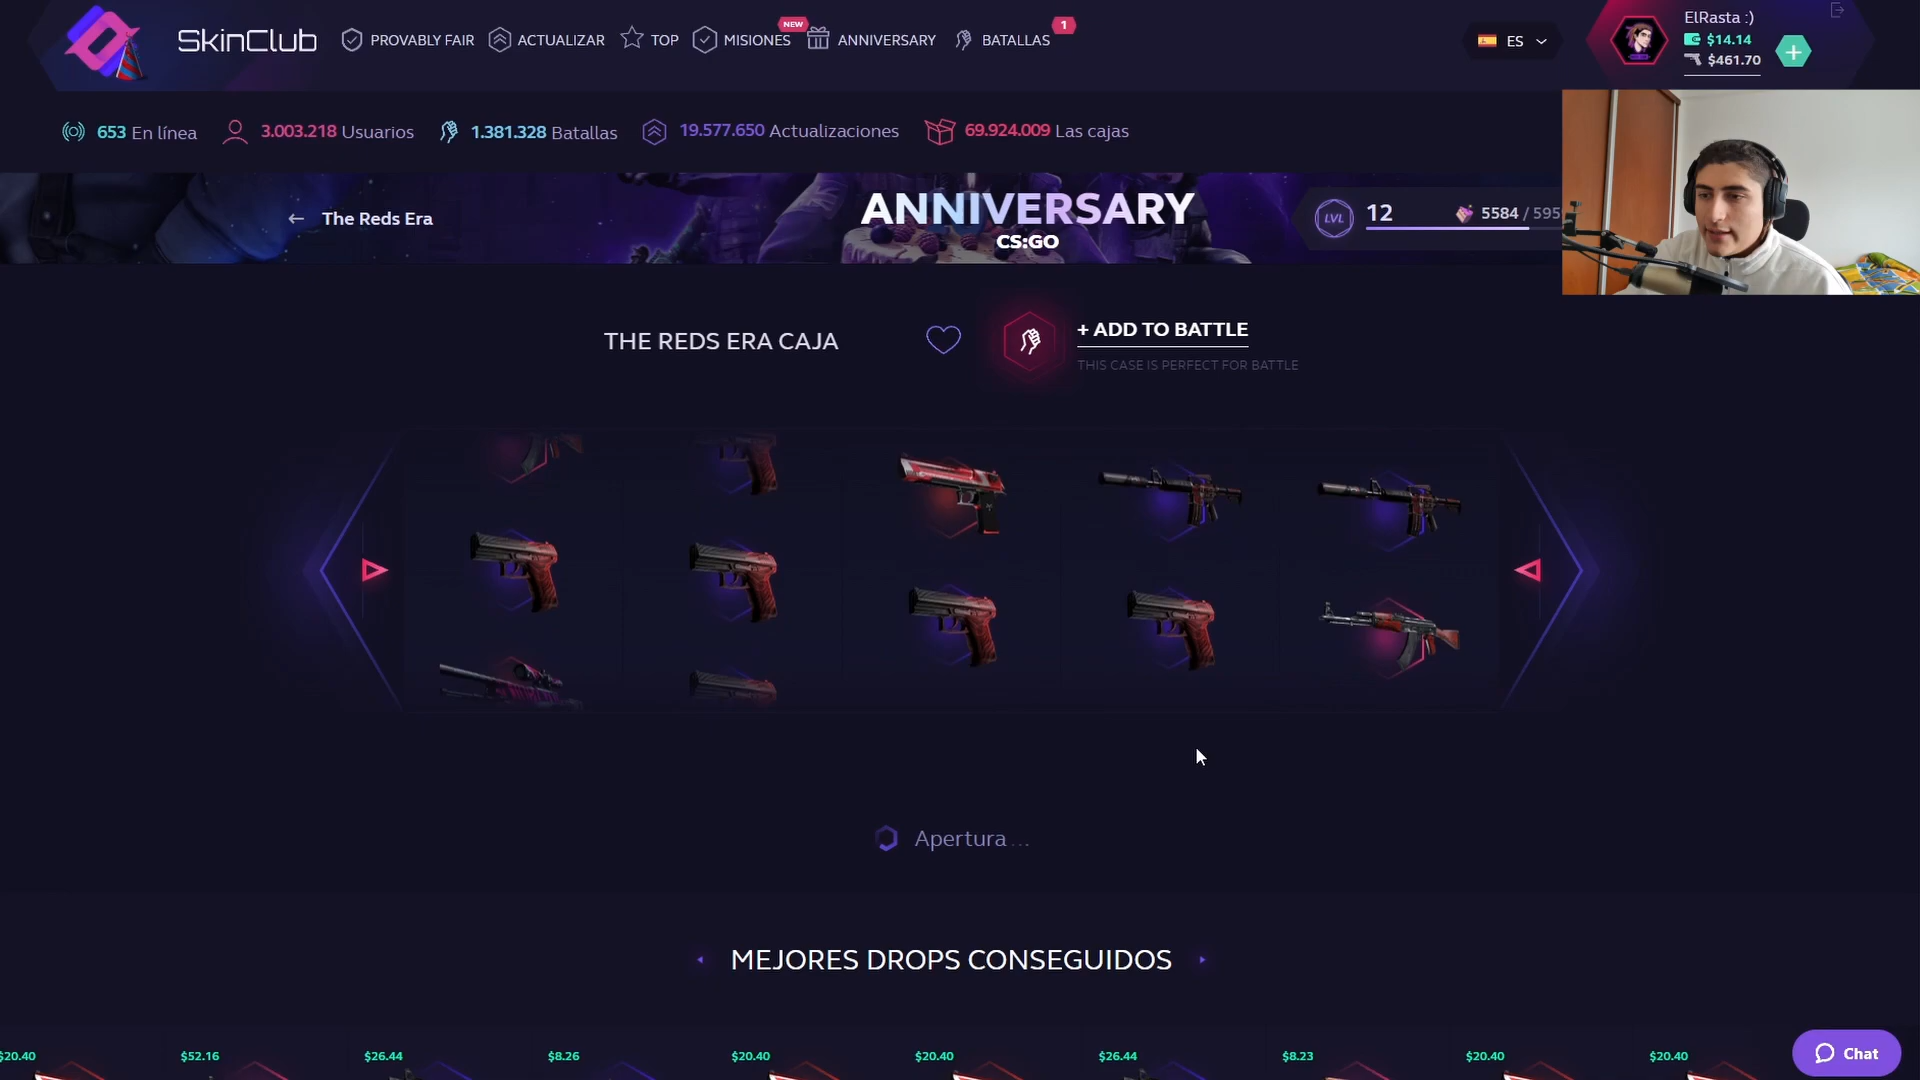 SkinClub
PROVABLY FAIR
ACTUALIZAR
TOP
MISIONES
NEW
ANNIVERSARY
BATALLAS
1
ES
ElRasta :)
$14.14
$461.70
653 En línea
3.003.218 Usuarios
1.381.328 Batallas
19.577.650 Actualizaciones
69.924.009 Las cajas
← The Reds Era
ANNIVERSARY
CS:GO
LVL
12
5584 / 595
THE REDS ERA CAJA
+ ADD TO BATTLE
THIS CASE IS PERFECT FOR BATTLE
Apertura ...
MEJORES DROPS CONSEGUIDOS
$20.40
$52.16
$26.44
$8.26
$20.40
$20.40
$26.44
$8.23
$20.40
$20.40
Chat